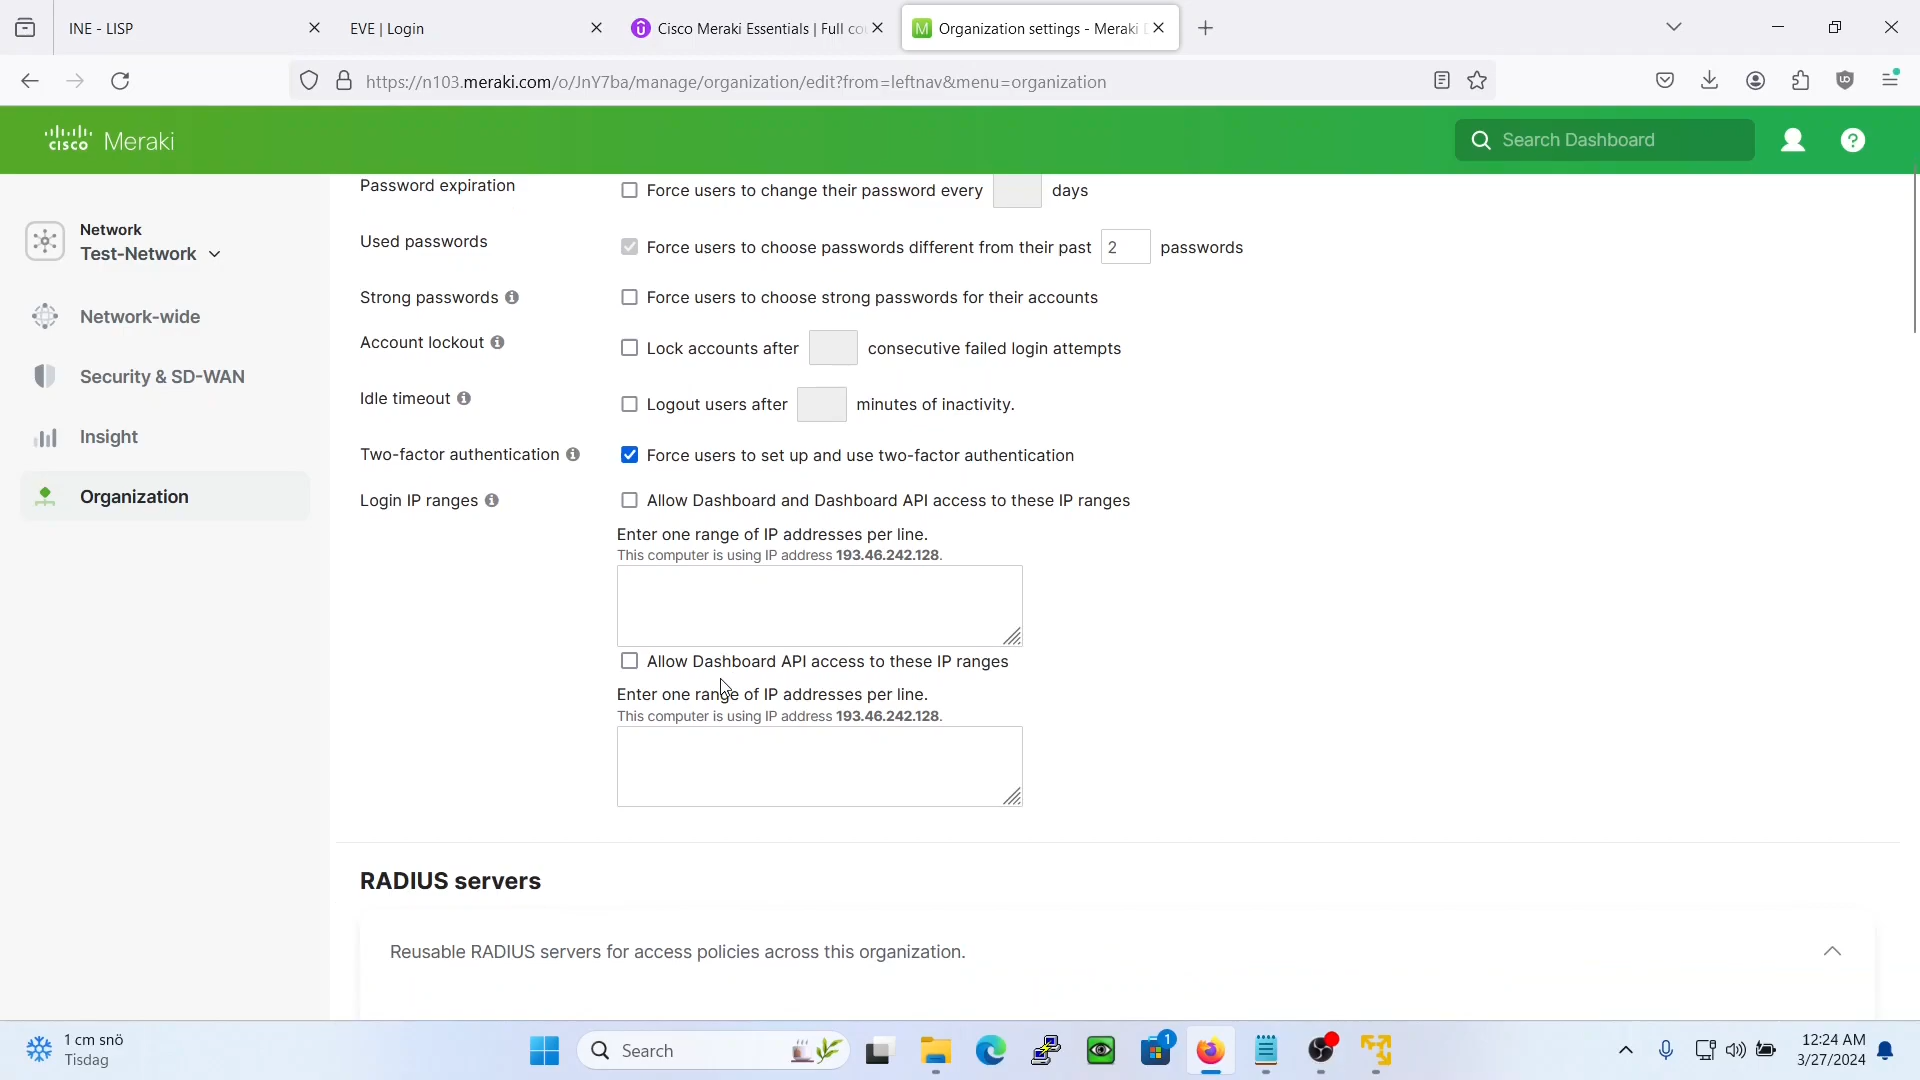 INE - LISP
EVE | Login
Cisco Meraki Essentials | Full co
Organization settings - Meraki
https://n103.meraki.com/o/JnY7ba/manage/organization/edit?from=leftnav&menu=organization
cisco Meraki
Search Dashboard
Network
Test-Network
Network-wide
Security & SD-WAN
Insight
Organization
Password expiration
Force users to change their password every days
Used passwords
Force users to choose passwords different from their past 2 passwords
Strong passwords
Force users to choose strong passwords for their accounts
Account lockout
Lock accounts after consecutive failed login attempts
Idle timeout
Logout users after minutes of inactivity.
Two-factor authentication
Force users to set up and use two-factor authentication
Login IP ranges
Allow Dashboard and Dashboard API access to these IP ranges
Enter one range of IP addresses per line.
This computer is using IP address 193.46.242.128.
Allow Dashboard API access to these IP ranges
Enter one range of IP addresses per line.
This computer is using IP address 193.46.242.128.
RADIUS servers
Reusable RADIUS servers for access policies across this organization.
1 cm snö
Tisdag
Search
1
12:24 AM
3/27/2024